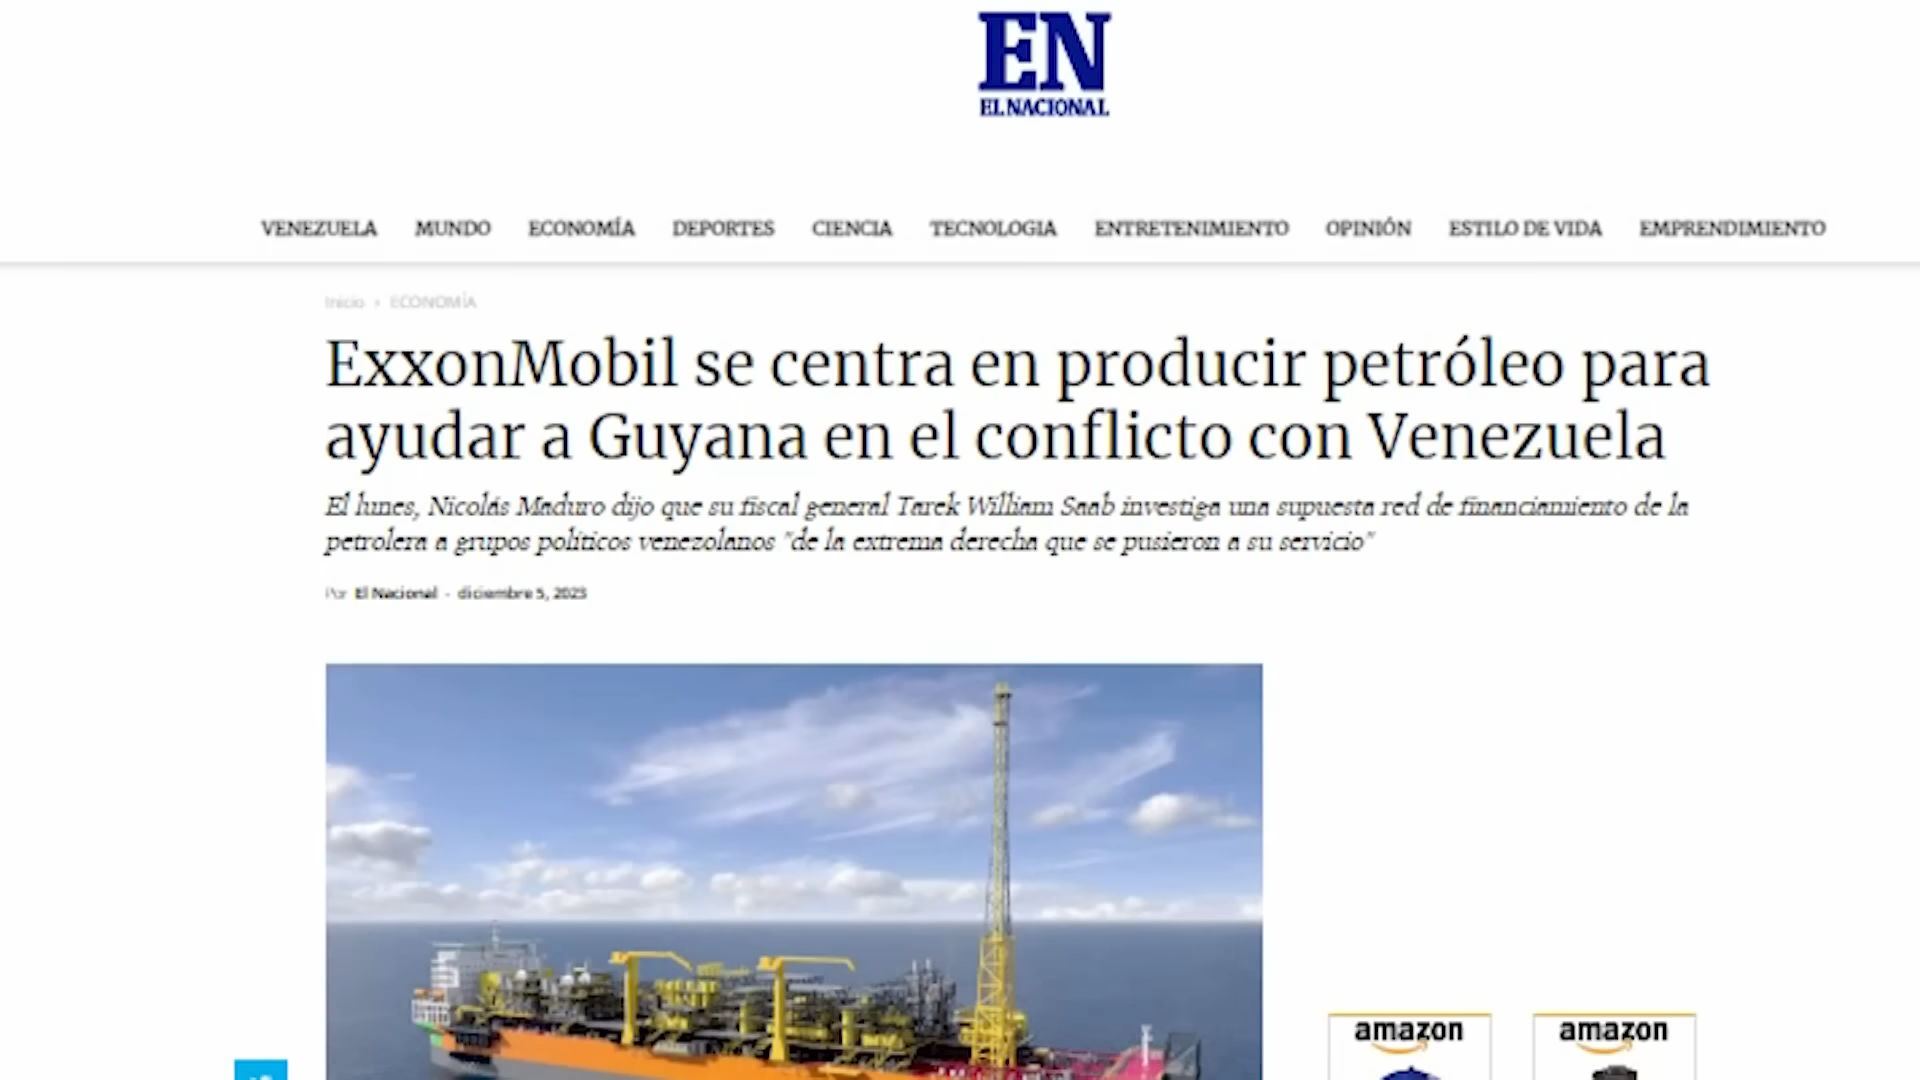 EN
EL NACIONAL
VENEZUELA MUNDO ECONOMÍA DEPORTES CIENCIA TECNOLOGIA ENTRETENIMIENTO OPINIÓN ESTILO DE VIDA EMPRENDIMIENTO
Inicio › ECONOMÍA
ExxonMobil se centra en producir petróleo para
ayudar a Guyana en el conflicto con Venezuela
El lunes, Nicolás Maduro dijo que su fiscal general Tarek William Saab investiga una supuesta red de financiamiento de la
petrolera a grupos políticos venezolanos "de la extrema derecha que se pusieron a su servicio"
Por El Nacional - diciembre 5, 2023
amazon amazon